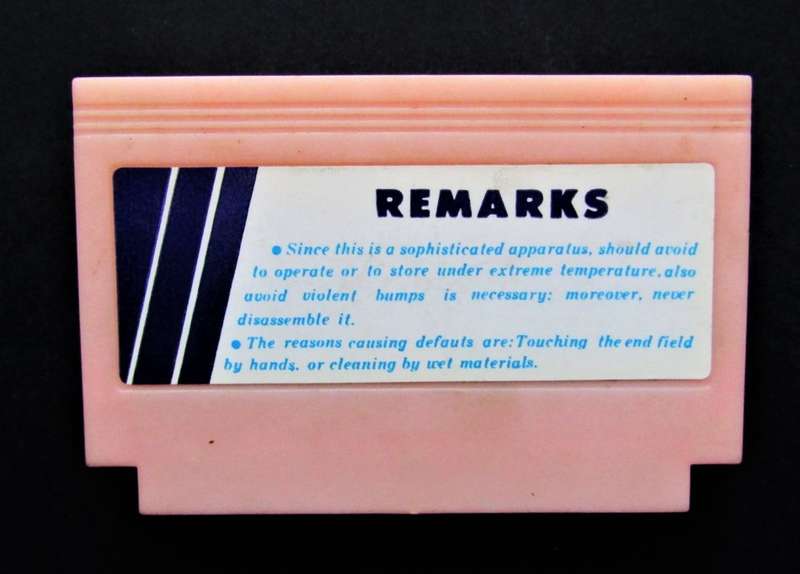 REMARKS
● Since this is a sophisticated apparatus, should avoid
to operate or to store under extreme temperature, also
avoid violent bumps is necessary: moreover, never
disassemble it.
● The reasons causing defauts are: Touching the end field
by hands. or cleaning by wet materials.